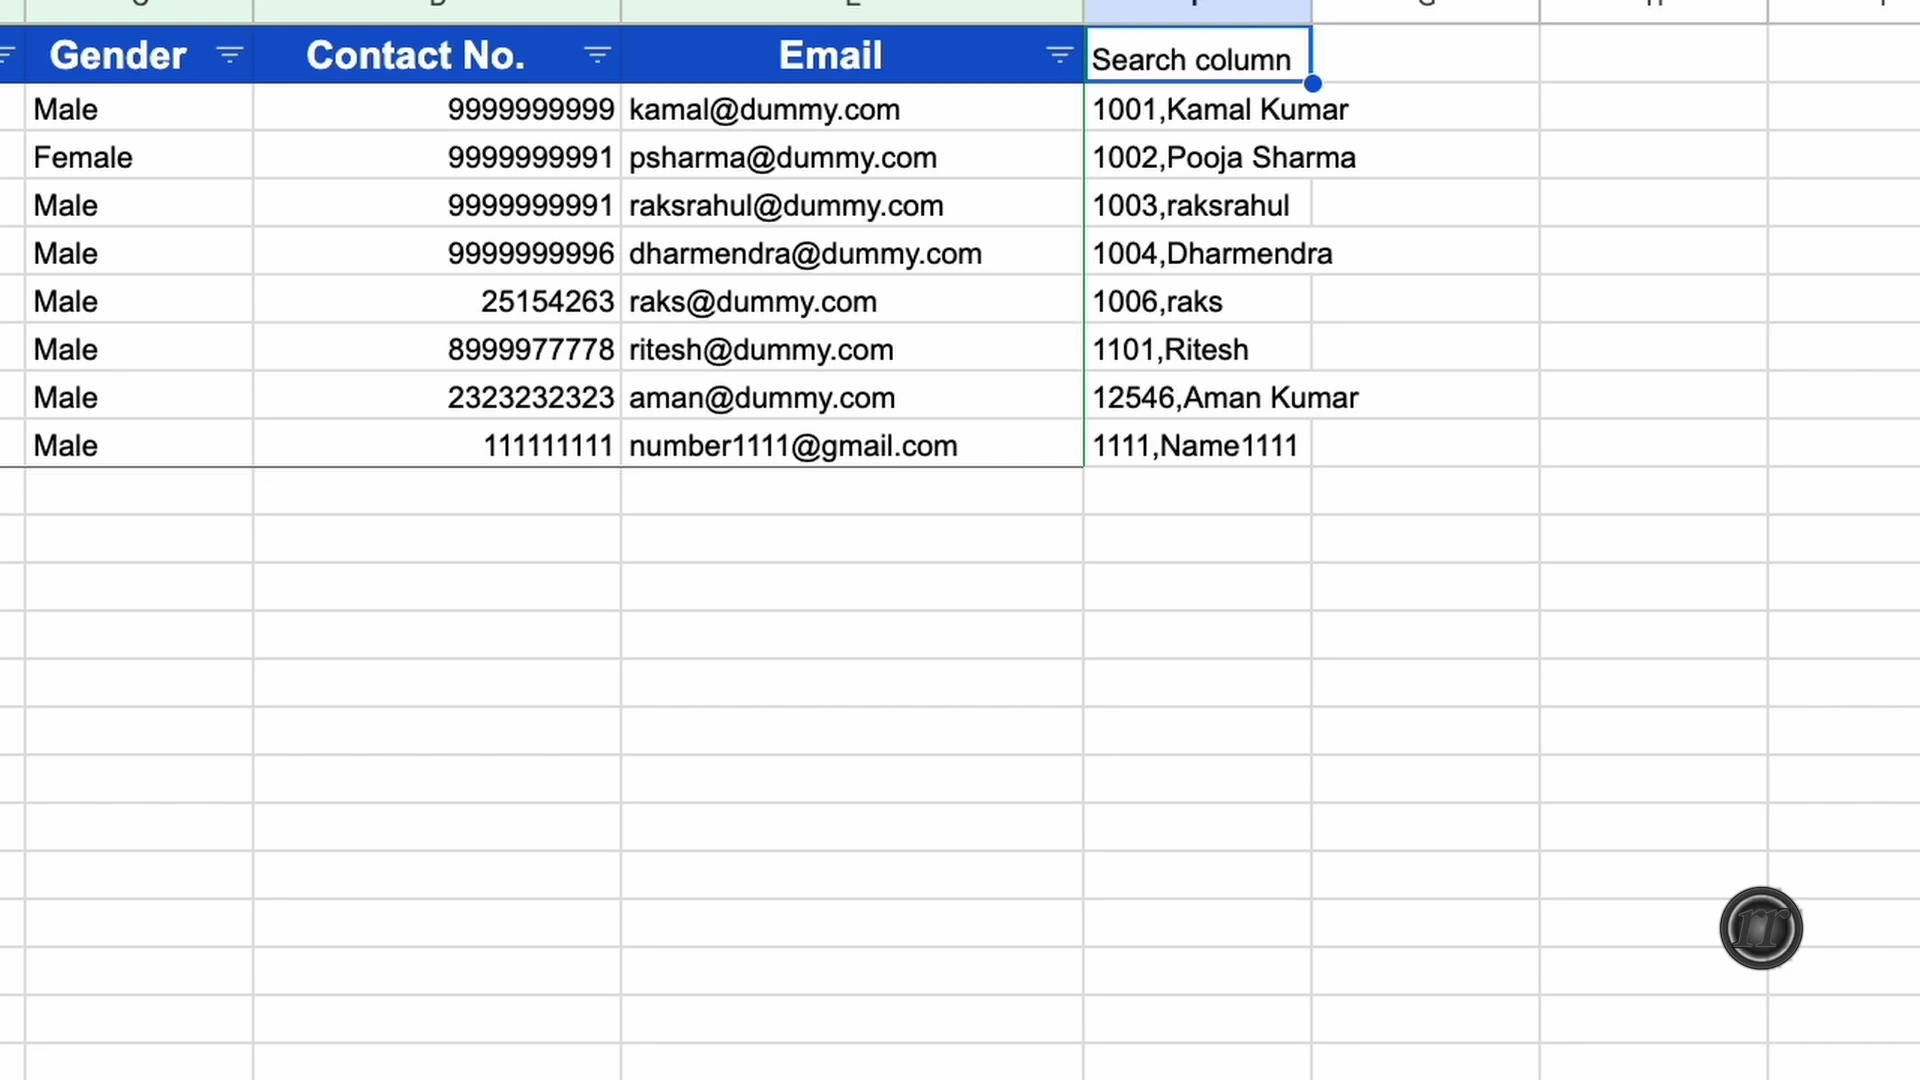 Gender Contact No. Email Search column
Male 9999999999 kamal@dummy.com 1001,Kamal Kumar
Female 9999999991 psharma@dummy.com 1002,Pooja Sharma
Male 9999999991 raksrahul@dummy.com 1003,raksrahul
Male 9999999996 dharmendra@dummy.com 1004,Dharmendra
Male 25154263 raks@dummy.com 1006,raks
Male 8999977778 ritesh@dummy.com 1101,Ritesh
Male 2323232323 aman@dummy.com 12546,Aman Kumar
Male 111111111 number1111@gmail.com 1111,Name1111
rr